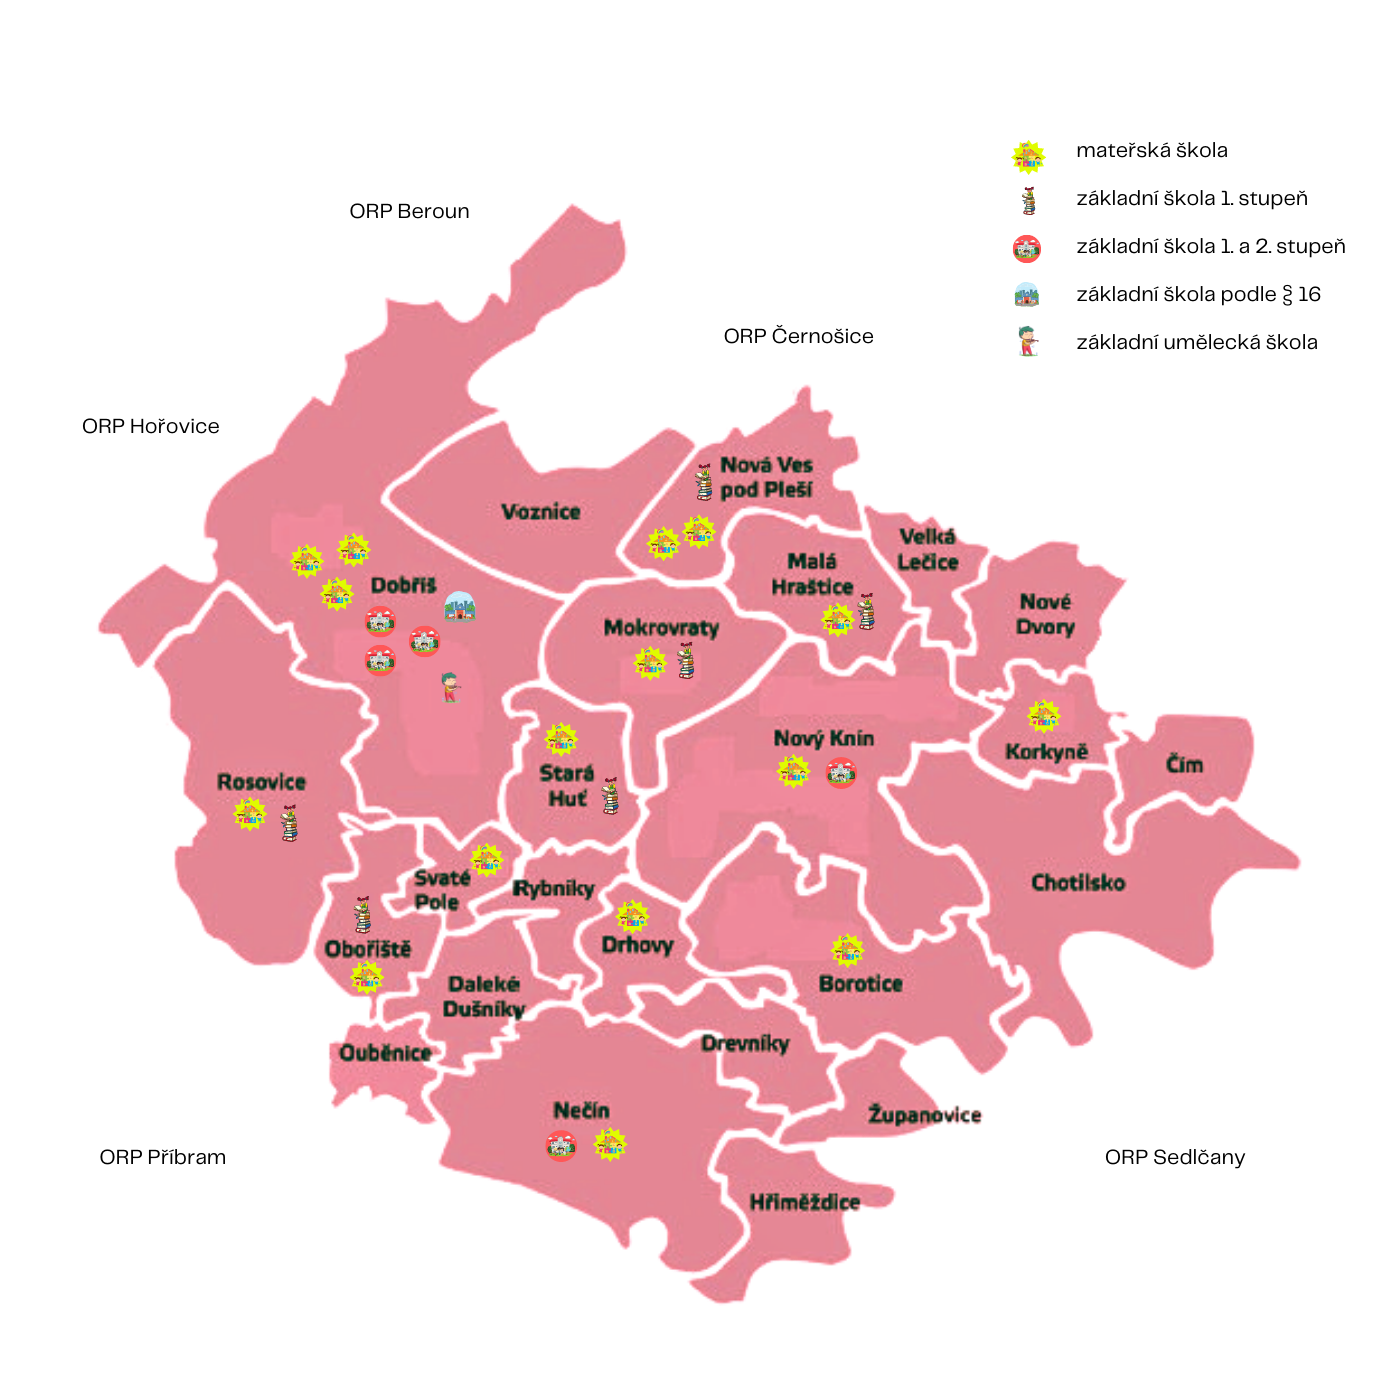 mateřská škola
základní škola 1. stupeň
ORP Beroun
základní škola 1. a 2. stupeň
základní škola podle § 16
ORP Černošice
základní umělecká škola
ORP Hořovice
Nová Ves
pod Pleší
Voznice
Velká
Lečice
Malá
Hraštice
Dobříš
Nové
Dvory
Mokrovraty
Nový Knín
Korkyně
Čím
Stará
Huť
Rosovice
Svaté
Pole
Rybníky
Chotilsko
Obořiště
Drhovy
Daleké
Dušníky
Borotice
Ouběnice
Drevníky
Nečín
Županovice
ORP Příbram
ORP Sedlčany
Hřiměždice